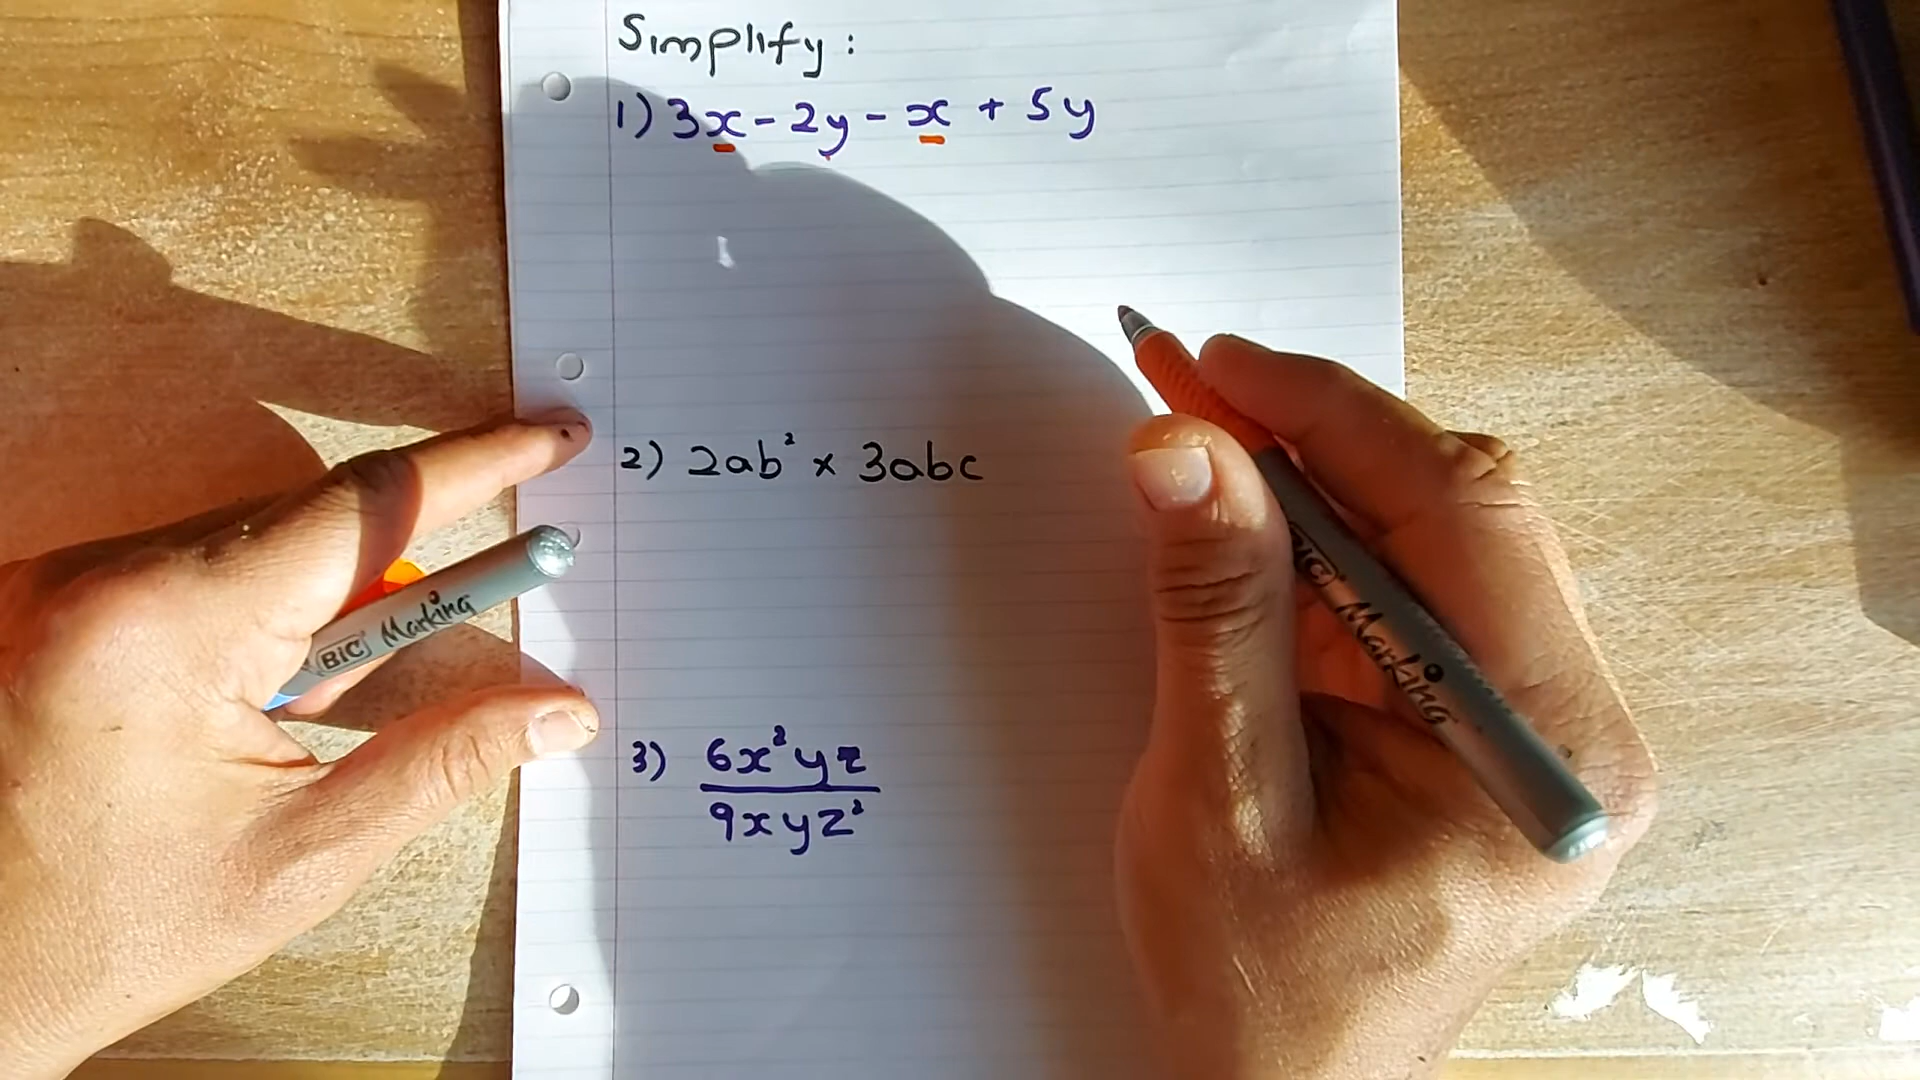 Simplify:
1) 3x - 2y - x + 5y
2) 2ab² × 3abc
3) 6x²yz
9xyz²
BIC Marking
BIC Marking